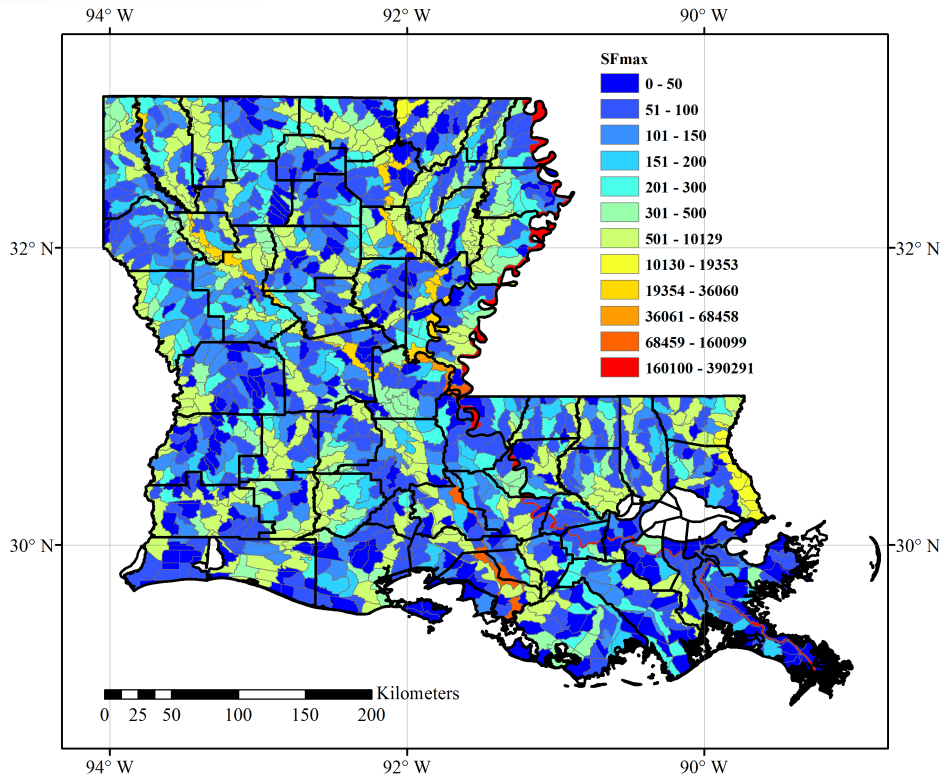 94° W 92° W 90° W
SFmax
0 - 50
51 - 100
101 - 150
151 - 200
201 - 300
301 - 500
501 - 10129
10130 - 19353
19354 - 36060
36061 - 68458
68459 - 160099
160100 - 390291
32° N 32° N
30° N 30° N
Kilometers
0 25 50 100 150 200
94° W 92° W 90° W